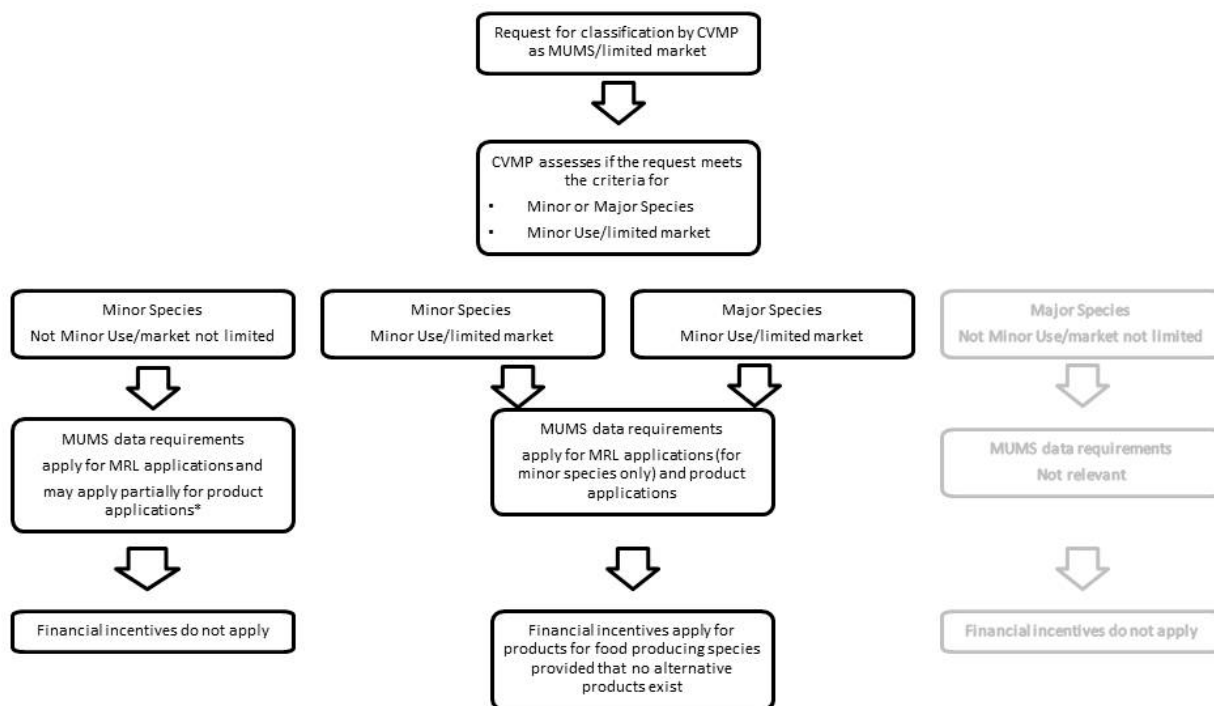 Request for classification by CVMP
as MUMS/limited market
CVMP assesses if the request meets
the criteria for
• Minor or Major Species
• Minor Use/limited market
Minor Species
Not Minor Use/market not limited
Minor Species
Minor Use/limited market
Major Species
Minor Use/limited market
Major Species
Not Minor Use/market not limited
MUMS data requirements
apply for MRL applications and
may apply partially for product
applications*
MUMS data requirements
apply for MRL applications (for
minor species only) and product
applications
MUMS data requirements
Not relevant
Financial incentives do not apply
Financial incentives apply for
products for food producing species
provided that no alternative
products exist
Financial incentives do not apply